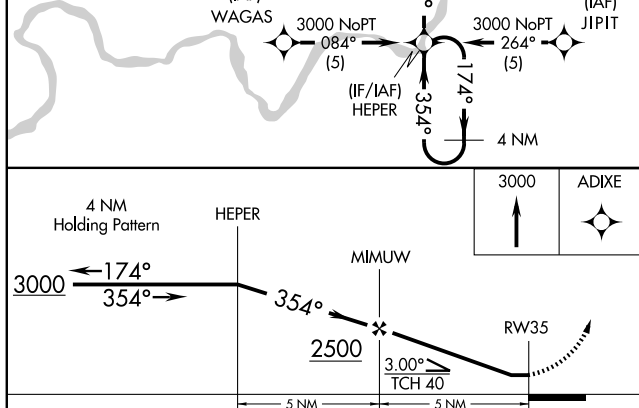 (IAF)
WAGAS
3000 NoPT
084°
(5)
3000 NoPT
264°
(5)
(IAF)
JIPIT
(IF/IAF)
HEPER
354°
174°
4 NM
4 NM
Holding Pattern
HEPER
3000
ADIXE
MIMUW
3000
174°
354°
354°
2500
3.00°
TCH 40
RW35
5 NM
5 NM